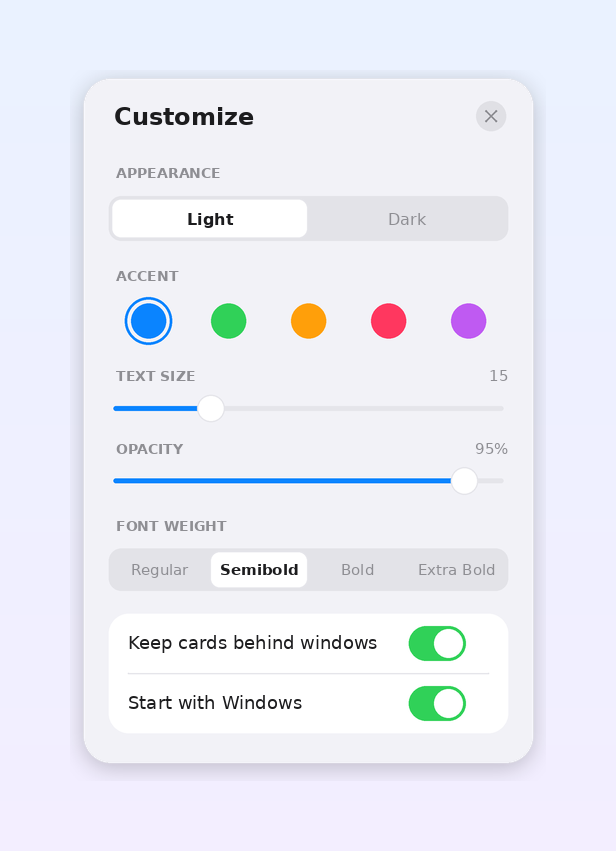 Customize
APPEARANCE
Light Dark
ACCENT
TEXT SIZE 15
OPACITY 95%
FONT WEIGHT
Regular Semibold Bold Extra Bold
Keep cards behind windows
Start with Windows